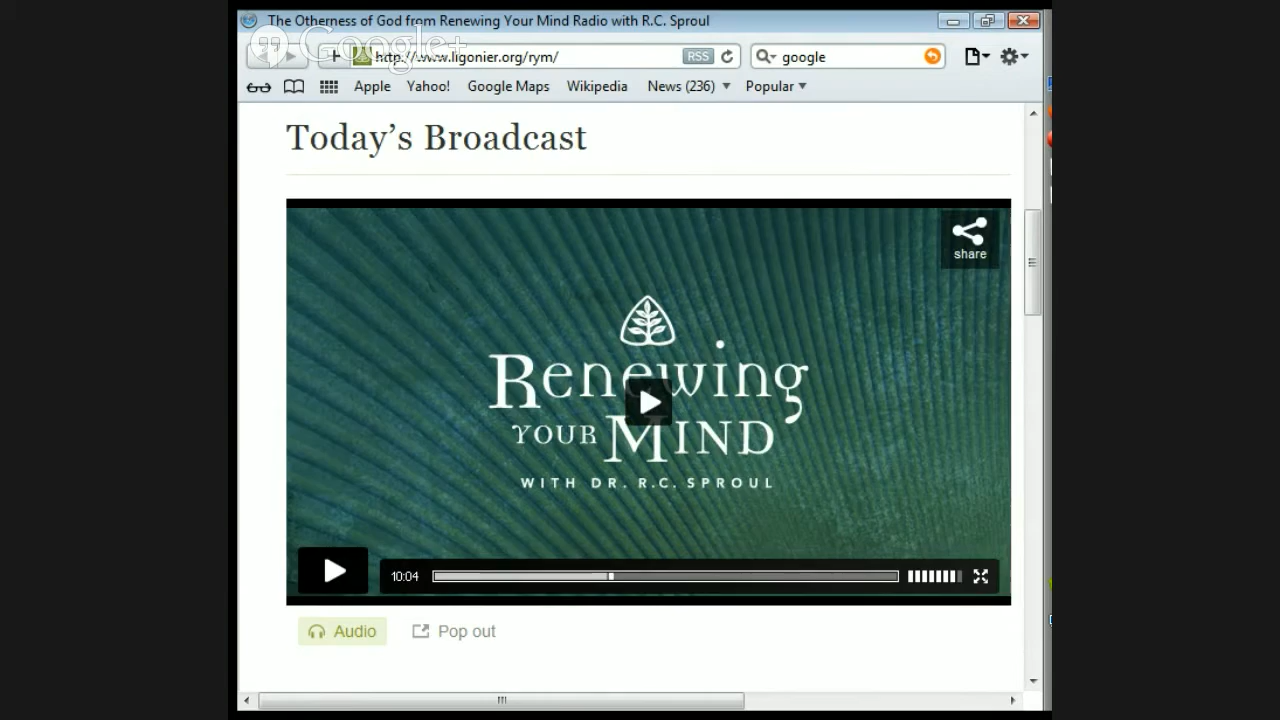 The Otherness of God from Renewing Your Mind Radio with R.C. Sproul
Google+
http://www.ligonier.org/rym/ RSS google
Apple Yahoo! Google Maps Wikipedia News (236) Popular
Today's Broadcast
share
Renewing
YOUR MIND
WITH DR. R.C. SPROUL
10:04
Audio Pop out